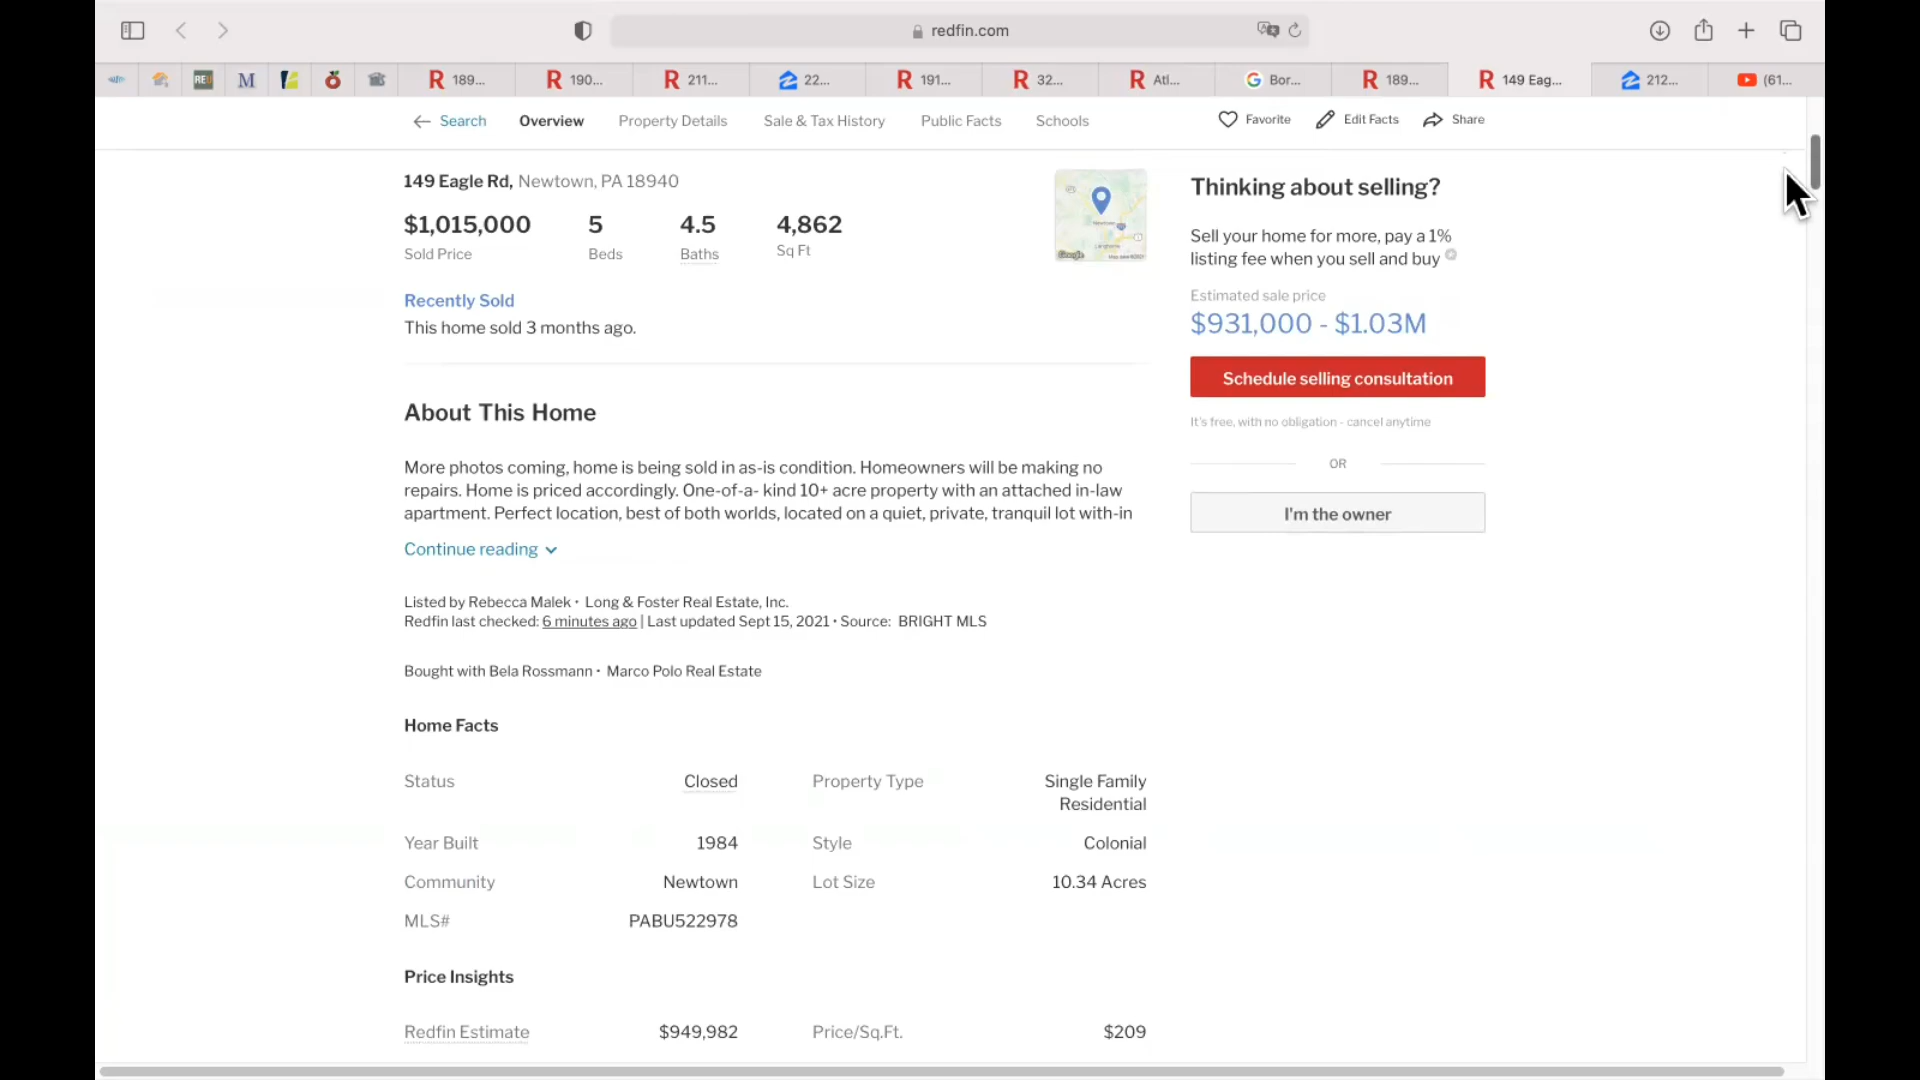 redfin.com
RE
M
R 189...
R 190...
R 211...
22...
R 191...
R 32...
R Atl...
G Bor...
R 189...
R 149 Eag...
212...
(61...
Search
Overview
Property Details
Sale & Tax History
Public Facts
Schools
Favorite
Edit Facts
Share
149 Eagle Rd, Newtown, PA 18940
$1,015,000
5
4.5
4,862
Sold Price
Beds
Baths
Sq Ft
Google
Recently Sold
This home sold 3 months ago.
About This Home
More photos coming, home is being sold in as-is condition. Homeowners will be making no
repairs. Home is priced accordingly. One-of-a- kind 10+ acre property with an attached in-law
apartment. Perfect location, best of both worlds, located on a quiet, private, tranquil lot with-in
Continue reading
Listed by Rebecca Malek • Long & Foster Real Estate, Inc.
Redfin last checked: 6 minutes ago | Last updated Sept 15, 2021 • Source: BRIGHT MLS
Bought with Bela Rossmann • Marco Polo Real Estate
Home Facts
Status Closed
Property Type Single Family
Residential
Year Built 1984
Style Colonial
Community Newtown
Lot Size 10.34 Acres
MLS# PABU522978
Price Insights
Redfin Estimate $949,982
Price/Sq.Ft. $209
Thinking about selling?
Sell your home for more, pay a 1%
listing fee when you sell and buy
Estimated sale price
$931,000 - $1.03M
Schedule selling consultation
It's free, with no obligation - cancel anytime
OR
I'm the owner